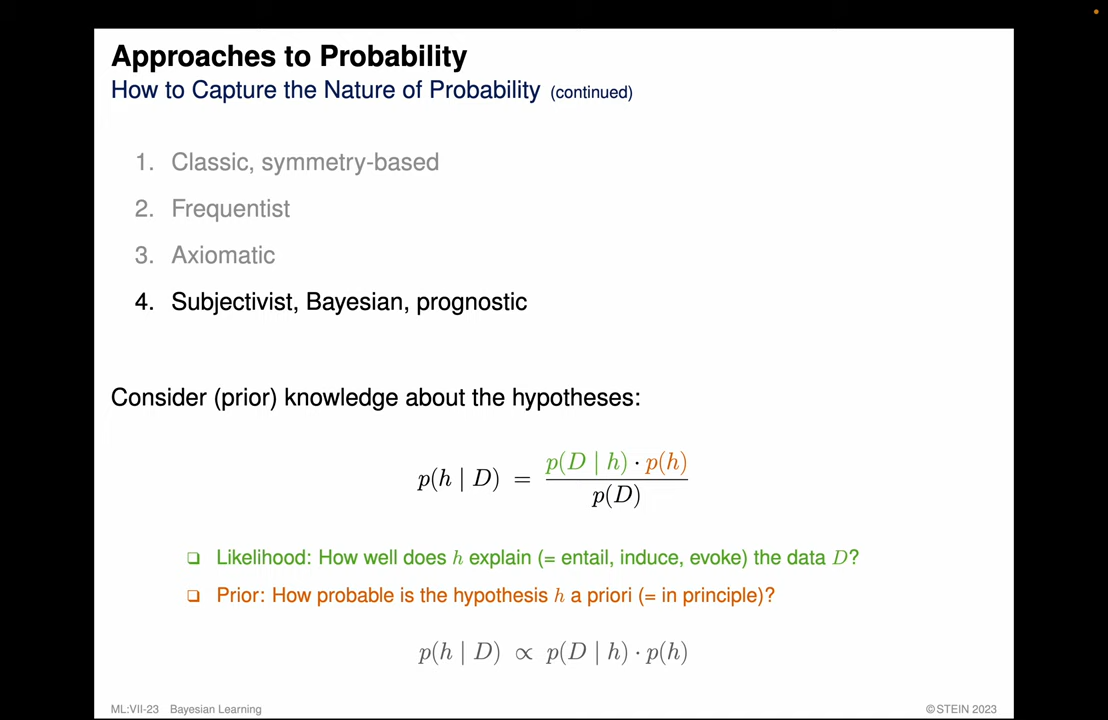 Approaches to Probability
How to Capture the Nature of Probability (continued)
1. Classic, symmetry-based
2. Frequentist
3. Axiomatic
4. Subjectivist, Bayesian, prognostic
Consider (prior) knowledge about the hypotheses:
p(h | D) = p(D | h) · p(h) / p(D)
❑ Likelihood: How well does h explain (= entail, induce, evoke) the data D?
❑ Prior: How probable is the hypothesis h a priori (= in principle)?
p(h | D) ∝ p(D | h) · p(h)
ML:VII-23 Bayesian Learning © STEIN 2023